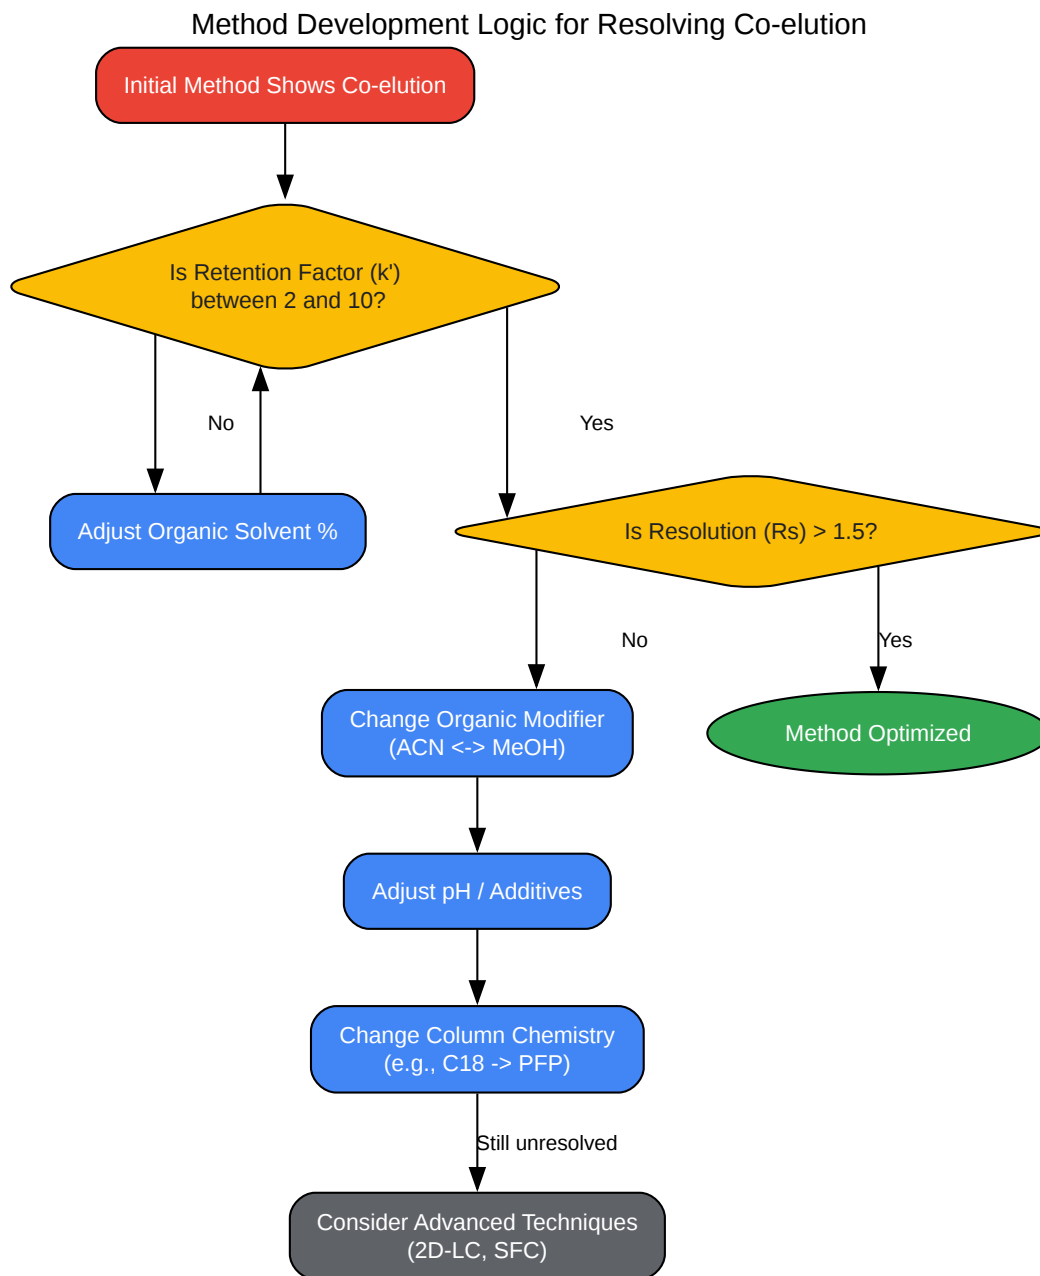 Method Development Logic for Resolving Co-elution
Initial Method Shows Co-elution
Is Retention Factor (k')
between 2 and 10?
No
Yes
Adjust Organic Solvent %
Is Resolution (Rs) > 1.5?
No
Yes
Change Organic Modifier
(ACN <-> MeOH)
Method Optimized
Adjust pH / Additives
Change Column Chemistry
(e.g., C18 -> PFP)
Still unresolved
Consider Advanced Techniques
(2D-LC, SFC)